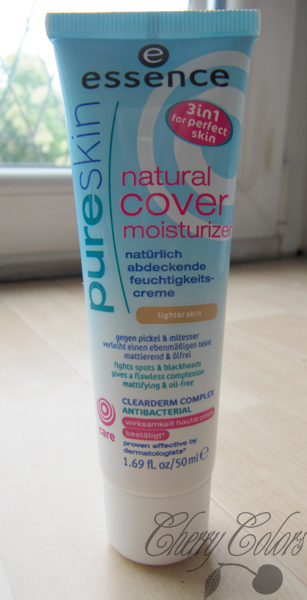 e
essence
pureskin
3in1
for perfect
skin
natural
cover
moisturizer
natürlich
abdeckende
feuchtigkeits-
creme
lighter skin
gegen pickel & mitesser
verleiht einen ebenmäßigen teint
mattierend & ölfrei
fights spots & blackheads
gives a flawless complexion
mattifying & oil-free
CLEARDERM COMPLEX
ANTIBACTERIAL
care
wirksamkeit hautärztlich
bestätigt*
proven effective by
dermatologists*
1.69 fl. oz/50 ml e
Cherry Colors